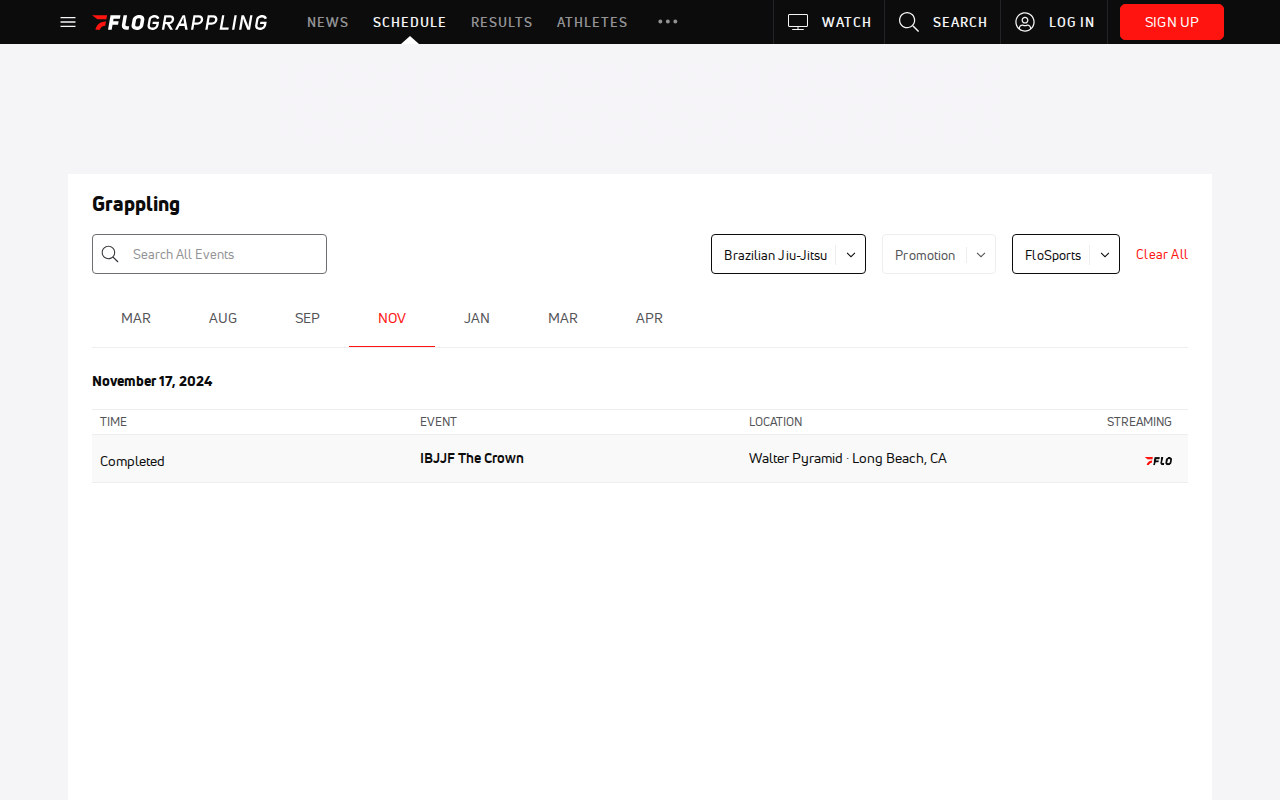 FLOGRAPPLING NEWS SCHEDULE RESULTS ATHLETES ••• WATCH SEARCH LOG IN SIGN UP
Grappling
Search All Events Brazilian Jiu-Jitsu Promotion FloSports Clear All
MAR AUG SEP NOV JAN MAR APR
November 17, 2024
TIME EVENT LOCATION STREAMING
Completed IBJJF The Crown Walter Pyramid · Long Beach, CA FLO